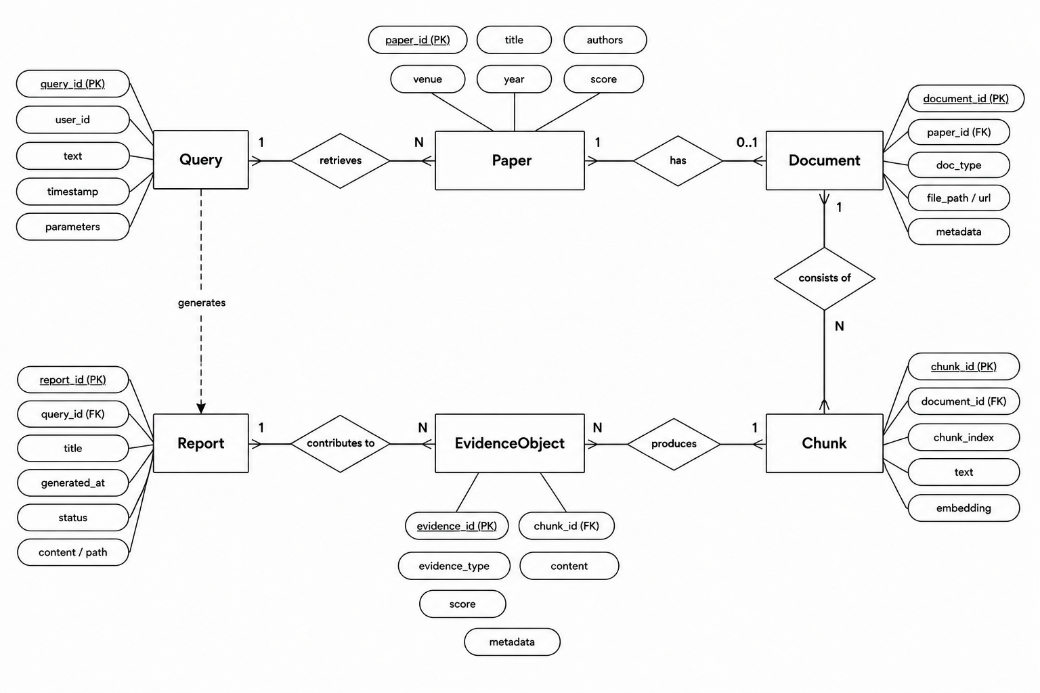 paper_id (PK) title authors
venue year score
query_id (PK)
user_id
text
timestamp
parameters
Query
1
retrieves
N
Paper
1
has
0..1
Document
document_id (PK)
paper_id (FK)
doc_type
file_path / url
metadata
1
consists of
N
generates
report_id (PK)
query_id (FK)
title
generated_at
status
content / path
Report
1
contributes to
N
EvidenceObject
N
produces
1
Chunk
chunk_id (PK)
document_id (FK)
chunk_index
text
embedding
evidence_id (PK) chunk_id (FK)
evidence_type content
score
metadata